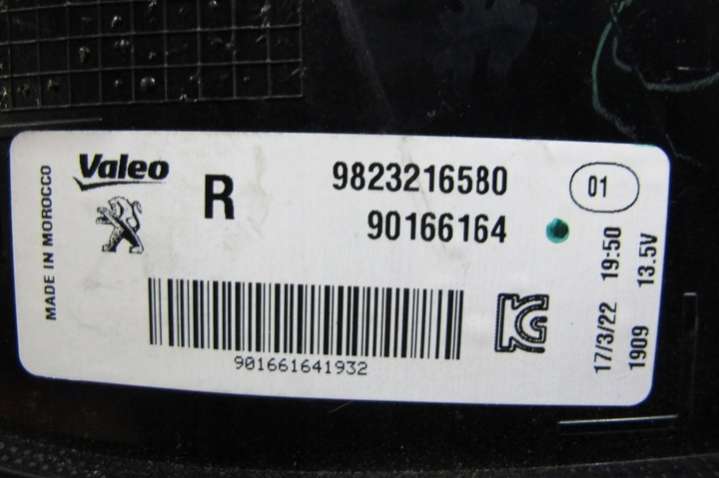 MADE IN MOROCCO
Valeo
R
9823216580
90166164
01
901661641932
17/3/22 19:50
1909 13.5V